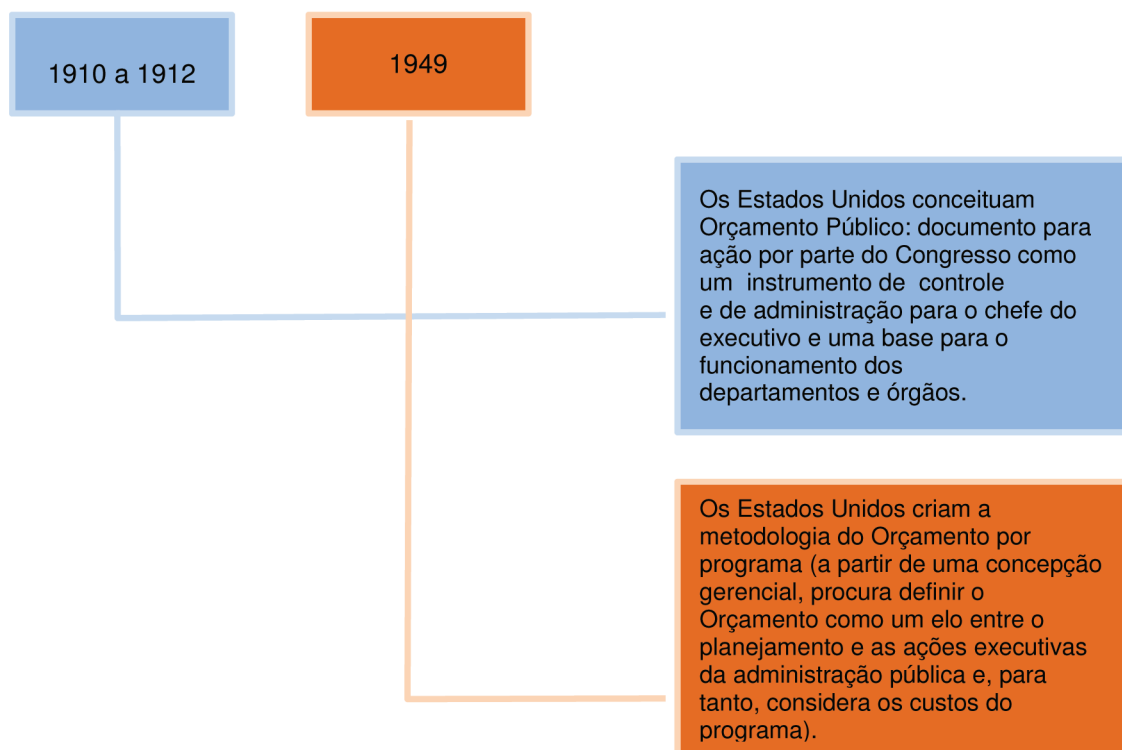 1910 a 1912
1949
Os Estados Unidos conceituam
Orçamento Público: documento para
ação por parte do Congresso como
um instrumento de controle
e de administração para o chefe do
executivo e uma base para o
funcionamento dos
departamentos e órgãos.
Os Estados Unidos criam a
metodologia do Orçamento por
programa (a partir de uma concepção
gerencial, procura definir o
Orçamento como um elo entre o
planejamento e as ações executivas
da administração pública e, para
tanto, considera os custos do
programa).